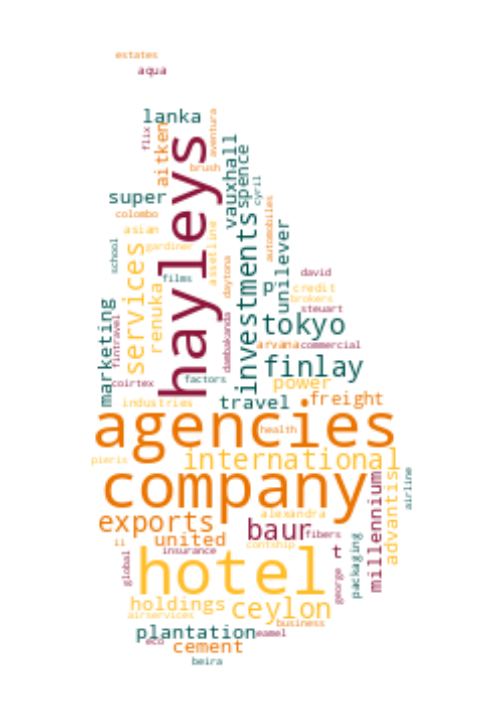 estates
aqua
lanka
flix
aitken
hayleys
aventura
brush
vauxhall
spence
cyril
super
colombo
asian
gardiner
school
services
renuka
films
assetline
daytona
investments
automobiles
unilever
p
david
credit
brokers
steuart
tokyo
arvana
commercial
marketing
fintravel
dambakanda
finlay
coirtex
factors
power
industries
travel
freight
agencies
health
pieris
international
company
airline
advantis
millennium
alexandra
exports
baur
fibers
ii
united
contship
t
packaging
insurance
global
hotel
george
holdings
ceylon
airservices
business
plantation
eamel
eco
cement
beira